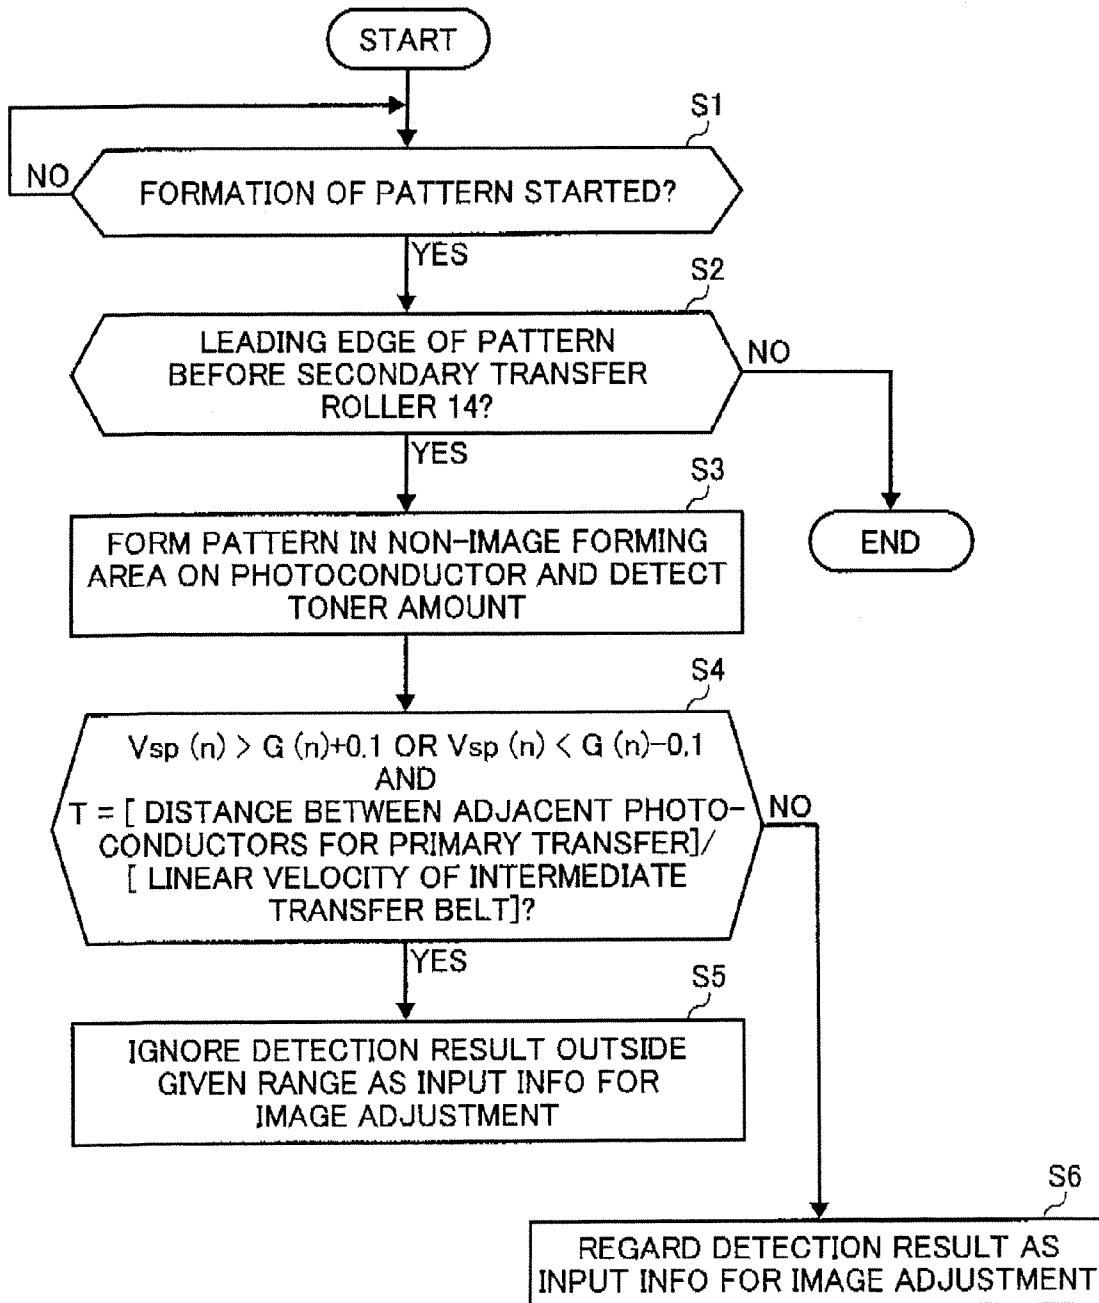 START
S1
NO
FORMATION OF PATTERN STARTED?
YES
S2
LEADING EDGE OF PATTERN
BEFORE SECONDARY TRANSFER
ROLLER 14?
NO
YES
S3
FORM PATTERN IN NON-IMAGE FORMING
AREA ON PHOTOCONDUCTOR AND DETECT
TONER AMOUNT
END
S4
Vsp (n) > G (n)+0.1 OR Vsp (n) < G (n)-0.1
AND
T = [ DISTANCE BETWEEN ADJACENT PHOTO-
CONDUCTORS FOR PRIMARY TRANSFER]/
[ LINEAR VELOCITY OF INTERMEDIATE
TRANSFER BELT]?
NO
YES
S5
IGNORE DETECTION RESULT OUTSIDE
GIVEN RANGE AS INPUT INFO FOR
IMAGE ADJUSTMENT
S6
REGARD DETECTION RESULT AS
INPUT INFO FOR IMAGE ADJUSTMENT